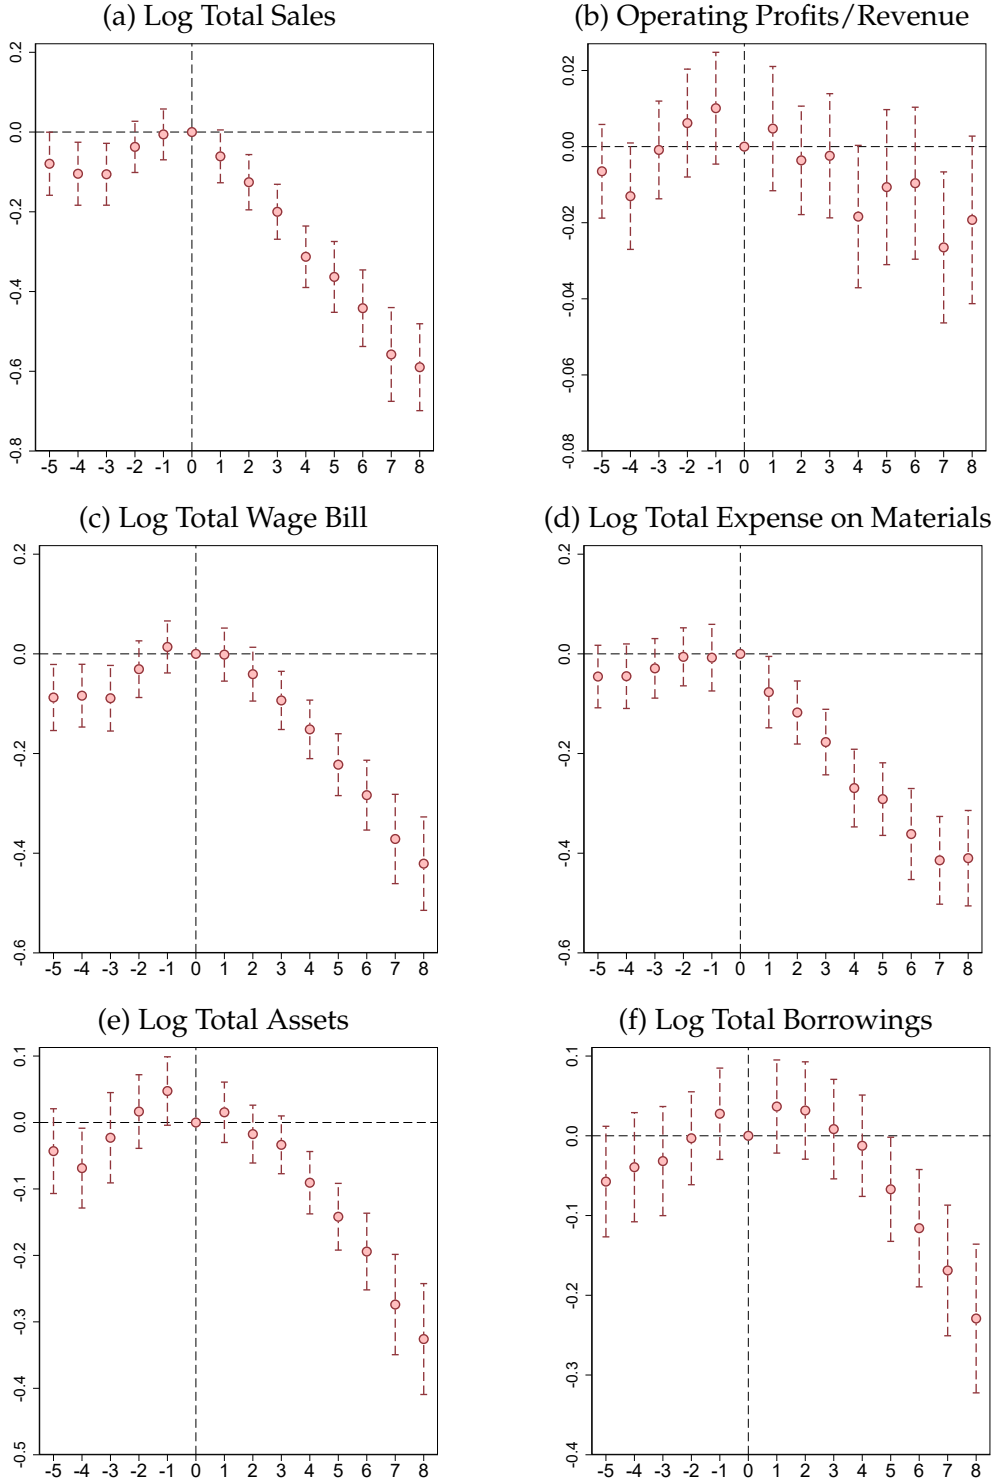 (a) Log Total Sales
0.2
0.0
-0.2
-0.4
-0.6
-0.8
-5 -4 -3 -2 -1 0 1 2 3 4 5 6 7 8
(b) Operating Profits/Revenue
0.02
0.00
-0.02
-0.04
-0.06
-0.08
-5 -4 -3 -2 -1 0 1 2 3 4 5 6 7 8
(c) Log Total Wage Bill
0.2
0.0
-0.2
-0.4
-0.6
-5 -4 -3 -2 -1 0 1 2 3 4 5 6 7 8
(d) Log Total Expense on Materials
0.2
0.0
-0.2
-0.4
-0.6
-5 -4 -3 -2 -1 0 1 2 3 4 5 6 7 8
(e) Log Total Assets
0.1
0.0
-0.1
-0.2
-0.3
-0.4
-0.5
-5 -4 -3 -2 -1 0 1 2 3 4 5 6 7 8
(f) Log Total Borrowings
0.1
0.0
-0.1
-0.2
-0.3
-0.4
-5 -4 -3 -2 -1 0 1 2 3 4 5 6 7 8